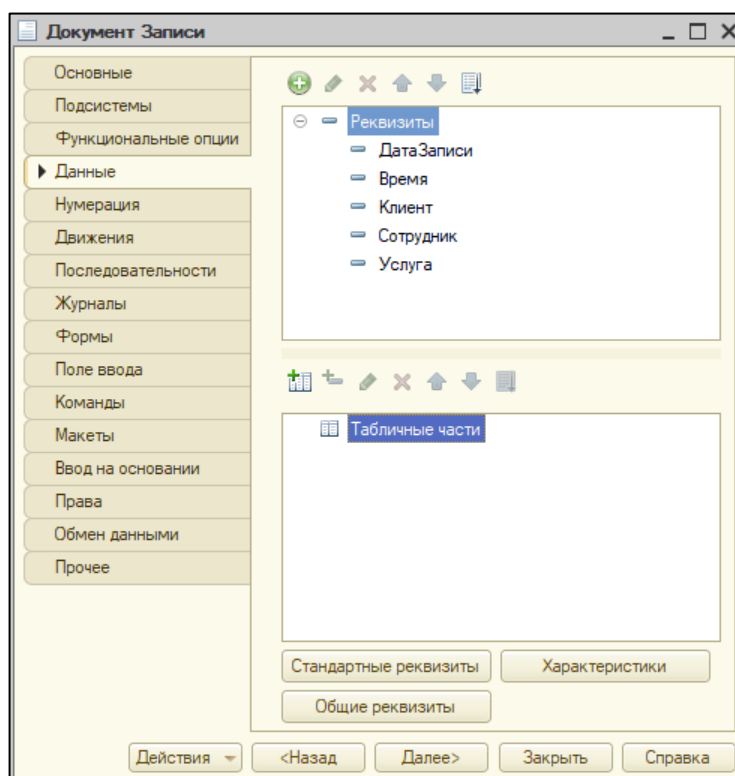 Документ Записи
Основные
Подсистемы
Функциональные опции
Данные
Нумерация
Движения
Последовательности
Журналы
Формы
Поле ввода
Команды
Макеты
Ввод на основании
Права
Обмен данными
Прочее
Реквизиты
ДатаЗаписи
Время
Клиент
Сотрудник
Услуга
Табличные части
Стандартные реквизиты Характеристики
Общие реквизиты
Действия <Назад Далее> Закрыть Справка